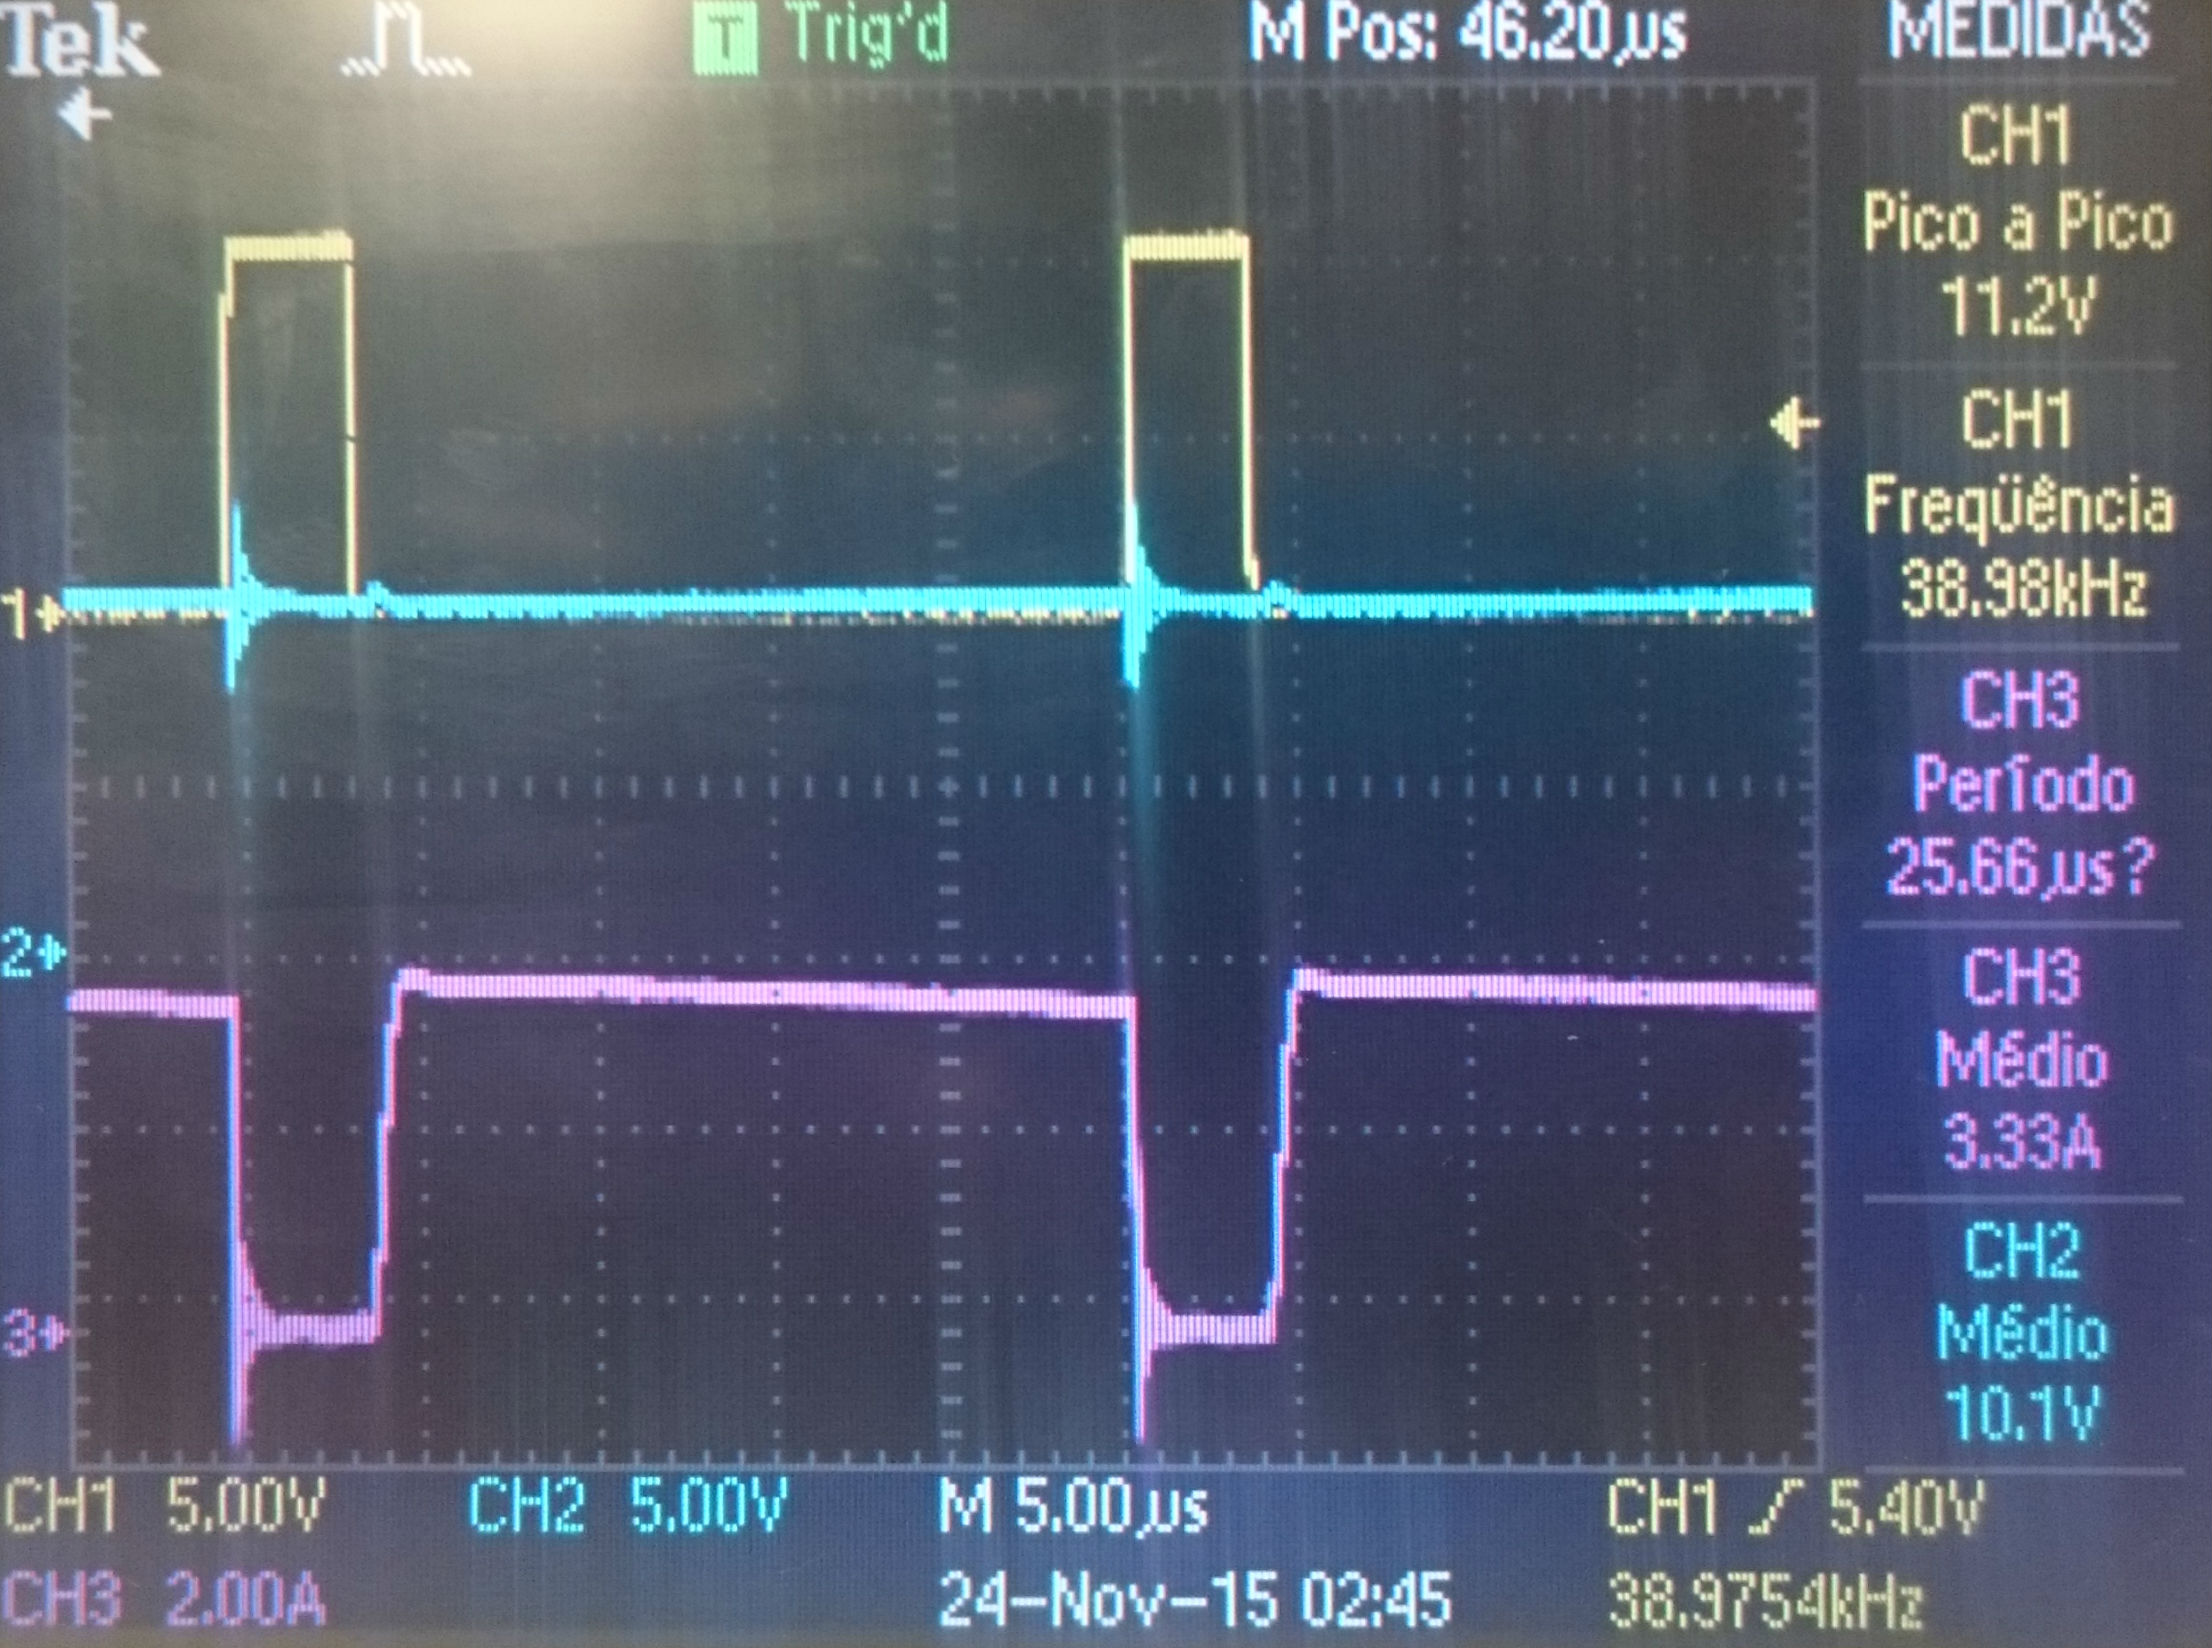 Tek T Trig'd M Pos: 46.20µs MEDIDAS
CH1
Pico a Pico
11.2V
CH1
Freqüência
38.98kHz
CH3
Período
25.66µs?
CH3
Médio
3.33A
CH2
Médio
10.1V
1
2
3
CH1 5.00V CH2 5.00V M 5.00µs CH1 5.40V
CH3 2.00A 24-Nov-15 02:45 38.9754kHz